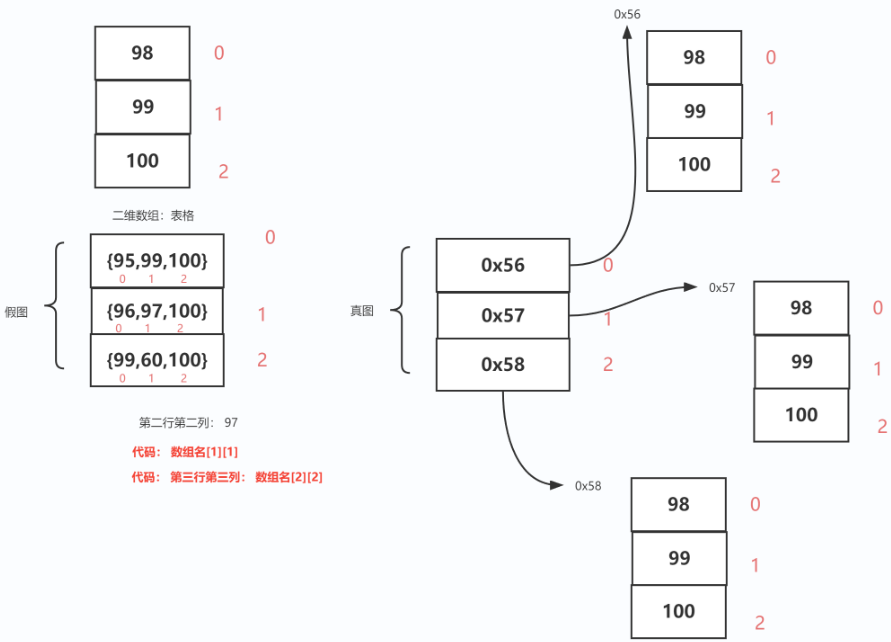 98 0
99 1
100 2
二维数组：表格
0
{95,99,100}
0 1 2
假图
{96,97,100} 1
0 1 2
{99,60,100} 2
0 1 2
第二行第二列： 97
代码： 数组名[1][1]
代码： 第三行第三列： 数组名[2][2]
0x56
98 0
99 1
100 2
真图
0x56 0
0x57 1
0x58 2
0x57
98 0
99 1
100 2
0x58
98 0
99 1
100 2